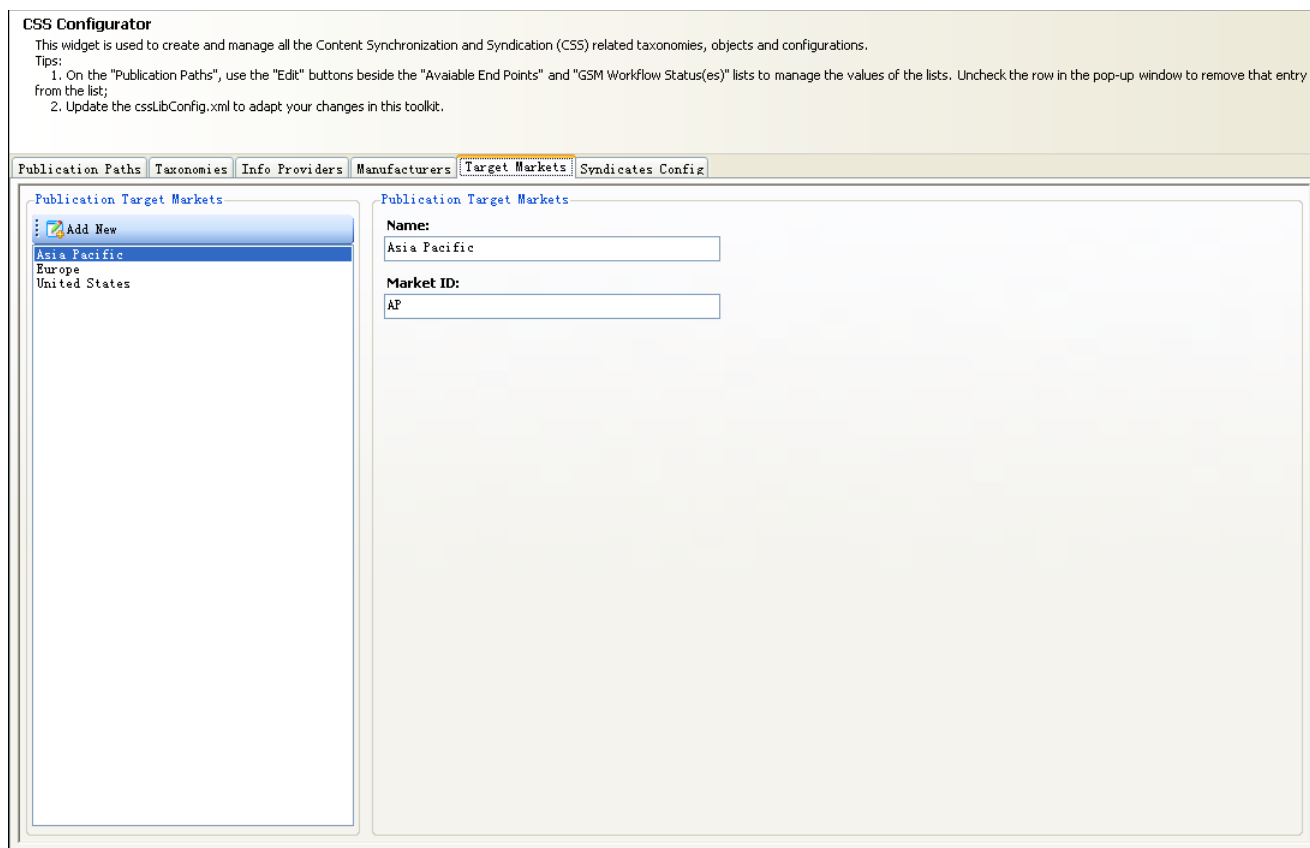 CSS Configurator
This widget is used to create and manage all the Content Synchronization and Syndication (CSS) related taxonomies, objects and configurations.
Tips:
1. On the "Publication Paths", use the "Edit" buttons beside the "Avaiable End Points" and "GSM Workflow Status(es)" lists to manage the values of the lists. Uncheck the row in the pop-up window to remove that entry
from the list;
2. Update the cssLibConfig.xml to adapt your changes in this toolkit.
Publication Paths Taxonomies Info Providers Manufacturers Target Markets Syndicates Config
Publication Target Markets
Add New
Asia Pacific
Europe
United States
Publication Target Markets
Name:
Asia Pacific
Market ID:
AP